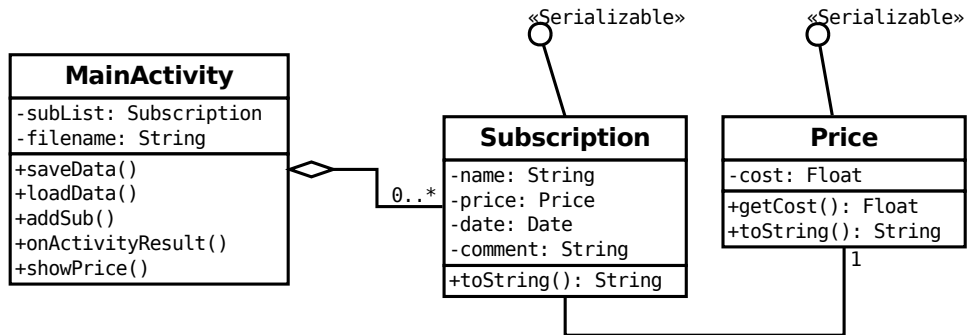 «Serializable»
«Serializable»
MainActivity
-subList: Subscription
-filename: String
+saveData()
+loadData()
+addSub()
+onActivityResult()
+showPrice()
0..*
Subscription
-name: String
-price: Price
-date: Date
-comment: String
+toString(): String
Price
-cost: Float
+getCost(): Float
+toString(): String
1